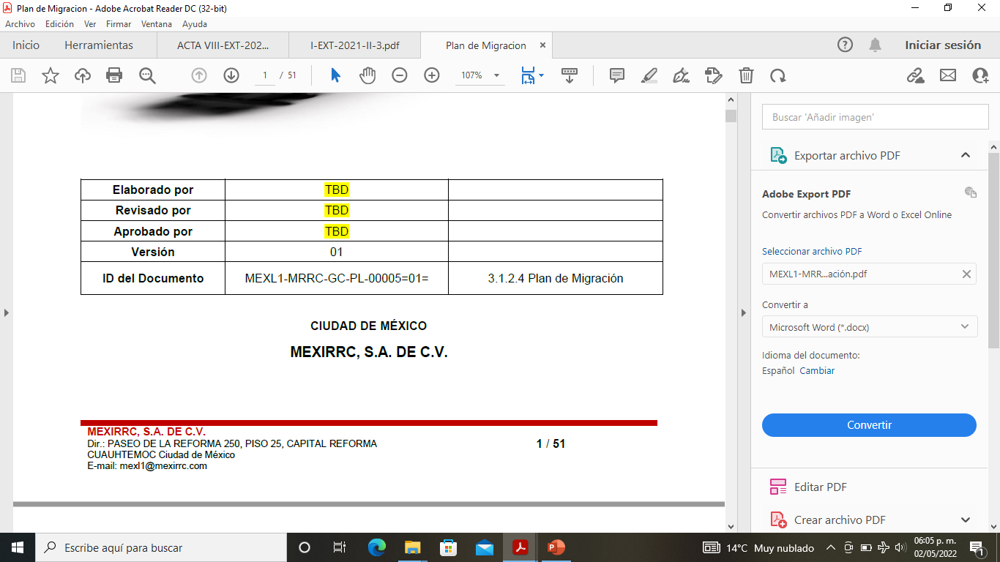 Plan de Migracion - Adobe Acrobat Reader DC (32-bit)
Archivo Edición Ver Firmar Ventana Ayuda
Inicio Herramientas ACTA VIII-EXT-202... I-EXT-2021-II-3.pdf Plan de Migracion × Iniciar sesión
1 / 51 107%
Buscar 'Añadir imagen'
Exportar archivo PDF
Adobe Export PDF
Convertir archivos PDF a Word o Excel Online
Seleccionar archivo PDF
MEXL1-MRR...ación.pdf
Convertir a
Microsoft Word (*.docx)
Idioma del documento:
Español Cambiar
Convertir
Editar PDF
Crear archivo PDF
Elaborado por TBD
Revisado por TBD
Aprobado por TBD
Versión 01
ID del Documento MEXL1-MRRC-GC-PL-00005=01= 3.1.2.4 Plan de Migración
CIUDAD DE MÉXICO
MEXIRRC, S.A. DE C.V.
MEXIRRC, S.A. DE C.V.
Dir.: PASEO DE LA REFORMA 250, PISO 25, CAPITAL REFORMA 1 / 51
CUAUHTEMOC Ciudad de México
E-mail: mexl1@mexirrc.com
Escribe aquí para buscar
14°C Muy nublado
06:05 p. m.
02/05/2022
1